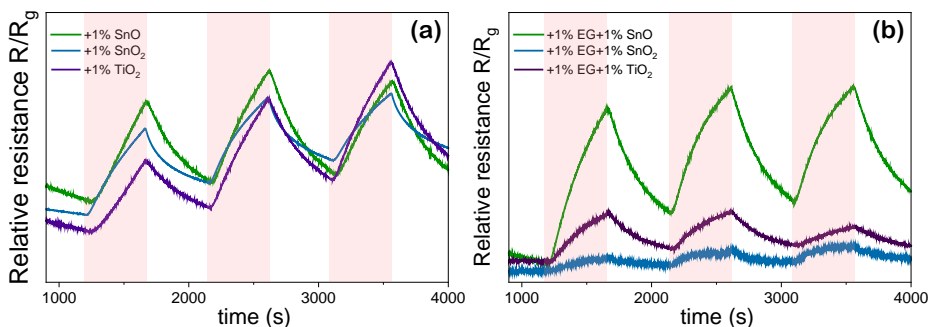 (a)
+1% SnO
+1% SnO₂
+1% TiO₂
Relative resistance R/Rg
1000 2000 3000 4000
time (s)
(b)
+1% EG+1% SnO
+1% EG+1% SnO₂
+1% EG+1% TiO₂
Relative resistance R/Rg
1000 2000 3000 4000
time (s)